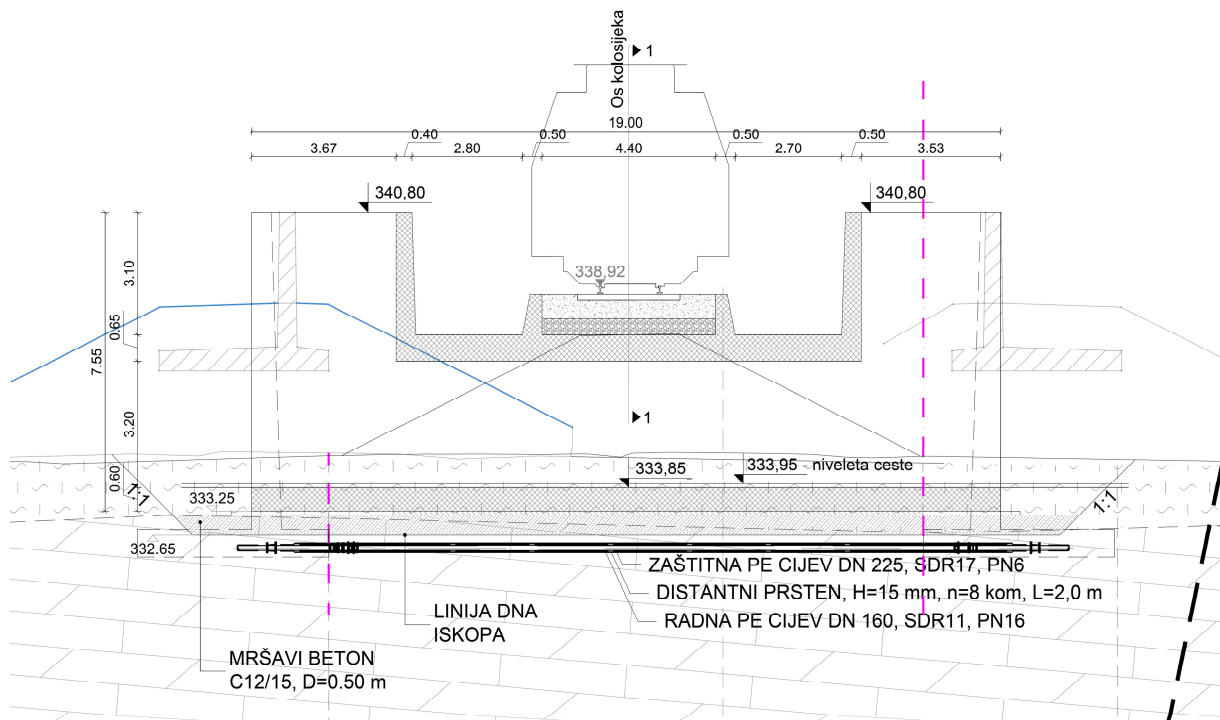 Os kolosijeka
1
19.00
0.40
0.50
0.50
0.50
3.67
2.80
4.40
2.70
3.53
340,80
340,80
338,92
3.10
0.65
7.55
3.20
0.60
1:1
1:1
1
333,85
333,95 - niveleta ceste
333.25
332.65
ZAŠTITNA PE CIJEV DN 225, SDR17, PN6
DISTANTNI PRSTEN, H=15 mm, n=8 kom, L=2,0 m
RADNA PE CIJEV DN 160, SDR11, PN16
LINIJA DNA
ISKOPA
MRŠAVI BETON
C12/15, D=0.50 m